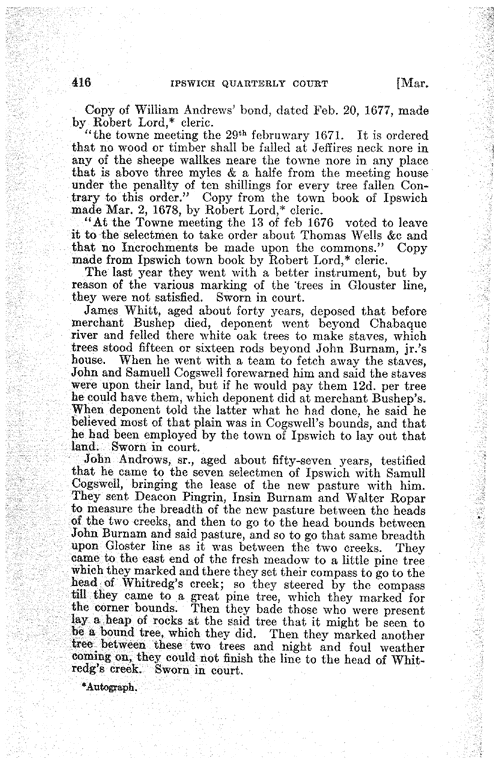 416 IPSWICH QUARTERLY COURT [Mar.
Copy of William Andrews' bond, dated Feb. 20, 1677, made
by Robert Lord,* cleric.
"the towne meeting the 29th februwary 1671. It is ordered
that no wood or timber shall be falled at Jeffires neck nore in
any of the sheepe wallkes neare the towne nore in any place
that is above three myles & a halfe from the meeting house
under the penallty of ten shillings for every tree fallen Con-
trary to this order." Copy from the town book of Ipswich
made Mar. 2, 1678, by Robert Lord,* cleric.
"At the Towne meeting the 13 of feb 1676 voted to leave
it to the selectmen to take order about Thomas Wells &c and
that no Incrochments be made upon the commons." Copy
made from Ipswich town book by Robert Lord,* cleric.
The last year they went with a better instrument, but by
reason of the various marking of the trees in Glouster line,
they were not satisfied. Sworn in court.
James Whitt, aged about forty years, deposed that before
merchant Bushep died, deponent went beyond Chabaque
river and felled there white oak trees to make staves, which
trees stood fifteen or sixteen rods beyond John Burnam, jr.'s
house. When he went with a team to fetch away the staves,
John and Samuell Cogswell forewarned him and said the staves
were upon their land, but if he would pay them 12d. per tree
he could have them, which deponent did at merchant Bushep's.
When deponent told the latter what he had done, he said he
believed most of that plain was in Cogswell's bounds, and that
he had been employed by the town of Ipswich to lay out that
land. Sworn in court.
John Androws, sr., aged about fifty-seven years, testified
that he came to the seven selectmen of Ipswich with Samull
Cogswell, bringing the lease of the new pasture with him.
They sent Deacon Pingrin, Insin Burnam and Walter Ropar
to measure the breadth of the new pasture between the heads
of the two creeks, and then to go to the head bounds between
John Burnam and said pasture, and so to go that same breadth
upon Gloster line as it was between the two creeks. They
came to the east end of the fresh meadow to a little pine tree
which they marked and there they set their compass to go to the
head of Whitredg's creek; so they steered by the compass
till they came to a great pine tree, which they marked for
the corner bounds. Then they bade those who were present
lay a heap of rocks at the said tree that it might be seen to
be a bound tree, which they did. Then they marked another
tree between these two trees and night and foul weather
coming on, they could not finish the line to the head of Whit-
redg's creek. Sworn in court.
*Autograph.